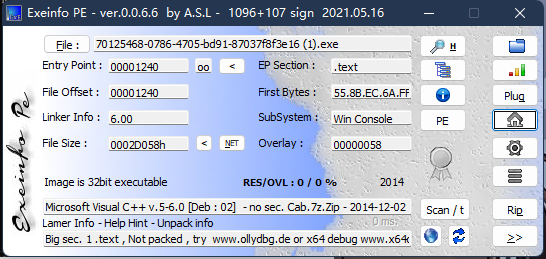 Exeinfo PE - ver.0.0.6.6 by A.S.L - 1096+107 sign 2021.05.16
File : 70125468-0786-4705-bd91-87037f8f3e16 (1).exe H
Entry Point : 00001240 oo < EP Section : .text
File Offset : 00001240 First Bytes : 55.8B.EC.6A.FF Plug
Linker Info : 6.00 SubSystem : Win Console PE
File Size : 0002D058h < NET Overlay : 00000058
Image is 32bit executable RES/OVL : 0 / 0 % 2014
Microsoft Visual C++ v.5-6.0 [Deb : 02] - no sec. Cab.7z.Zip - 2014-12-02 Scan / t Rip
Lamer Info - Help Hint - Unpack info 0 ms.
Big sec. 1 .text , Not packed , try www.ollydbg.de or x64 debug www.x64 >>
Exeinfo Pe